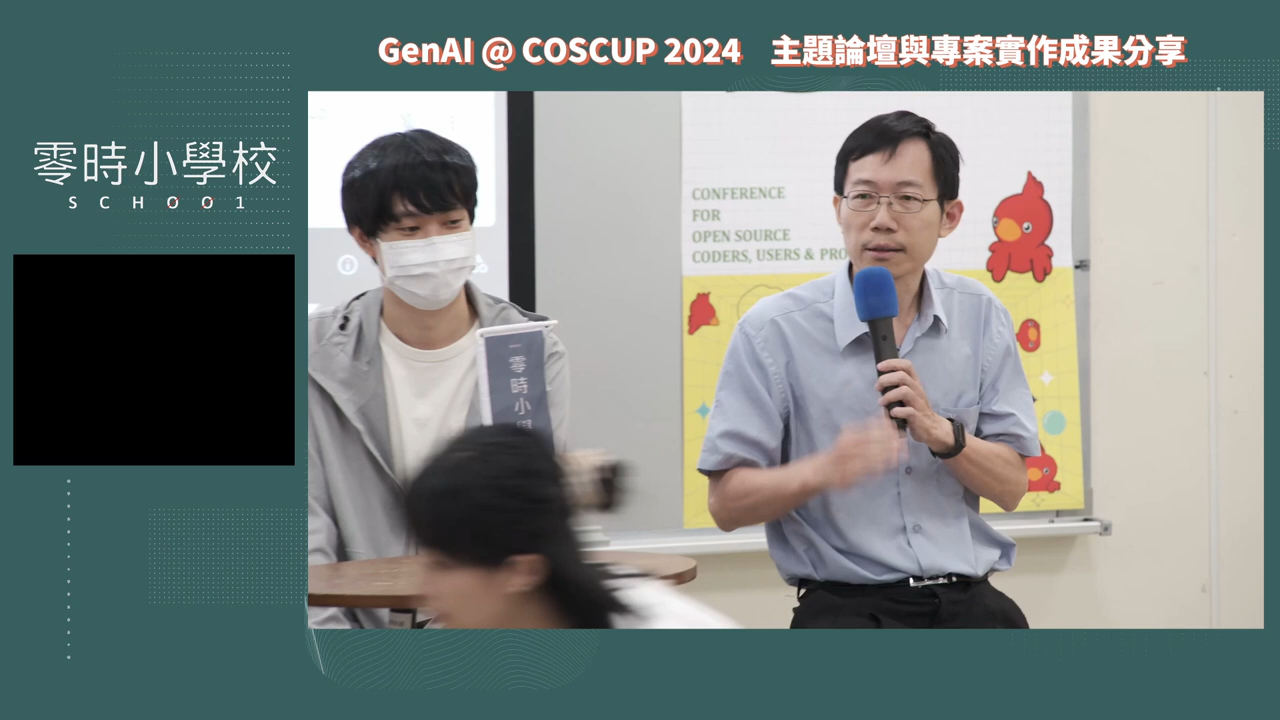 GenAI @ COSCUP 2024 主題論壇與專案實作成果分享
零時小學校
SCHOO1
CONFERENCE
FOR
OPEN SOURCE
CODERS, USERS & PRO
零時小學